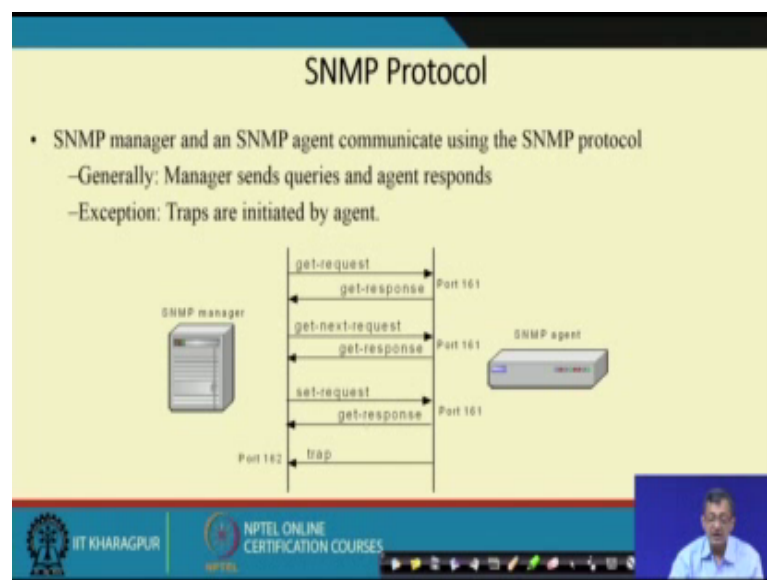 SNMP Protocol
• SNMP manager and an SNMP agent communicate using the SNMP protocol
–Generally: Manager sends queries and agent responds
–Exception: Traps are initiated by agent.
get-request
Port 161
get-response
SNMP manager
get-next-request
SNMP agent
Port 161
get-response
set-request
Port 161
get-response
Port 162
trap
IIT KHARAGPUR
NPTEL ONLINE
CERTIFICATION COURSES
NPTEL